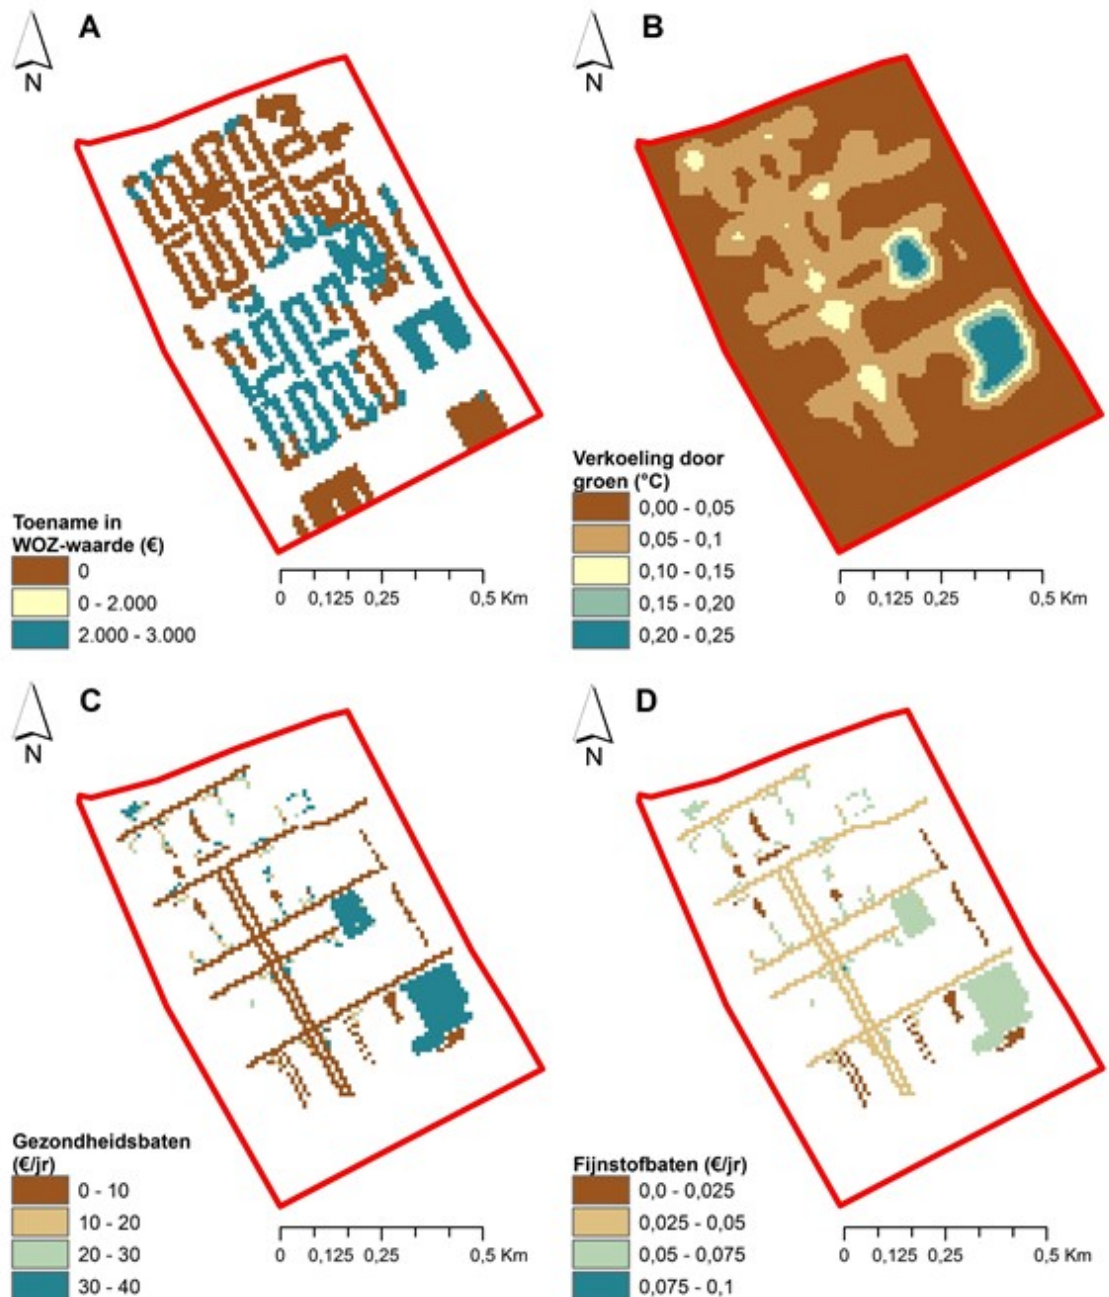 A
N
Toename in
WOZ-waarde (€)
0
0 - 2.000
2.000 - 3.000
0 0,125 0,25 0,5 Km
B
N
Verkoeling door
groen (°C)
0,00 - 0,05
0,05 - 0,1
0,10 - 0,15
0,15 - 0,20
0,20 - 0,25
0 0,125 0,25 0,5 Km
C
N
Gezondheidsbaten
(€/jr)
0 - 10
10 - 20
20 - 30
30 - 40
0 0,125 0,25 0,5 Km
D
N
Fijnstofbaten (€/jr)
0,0 - 0,025
0,025 - 0,05
0,05 - 0,075
0,075 - 0,1
0 0,125 0,25 0,5 Km